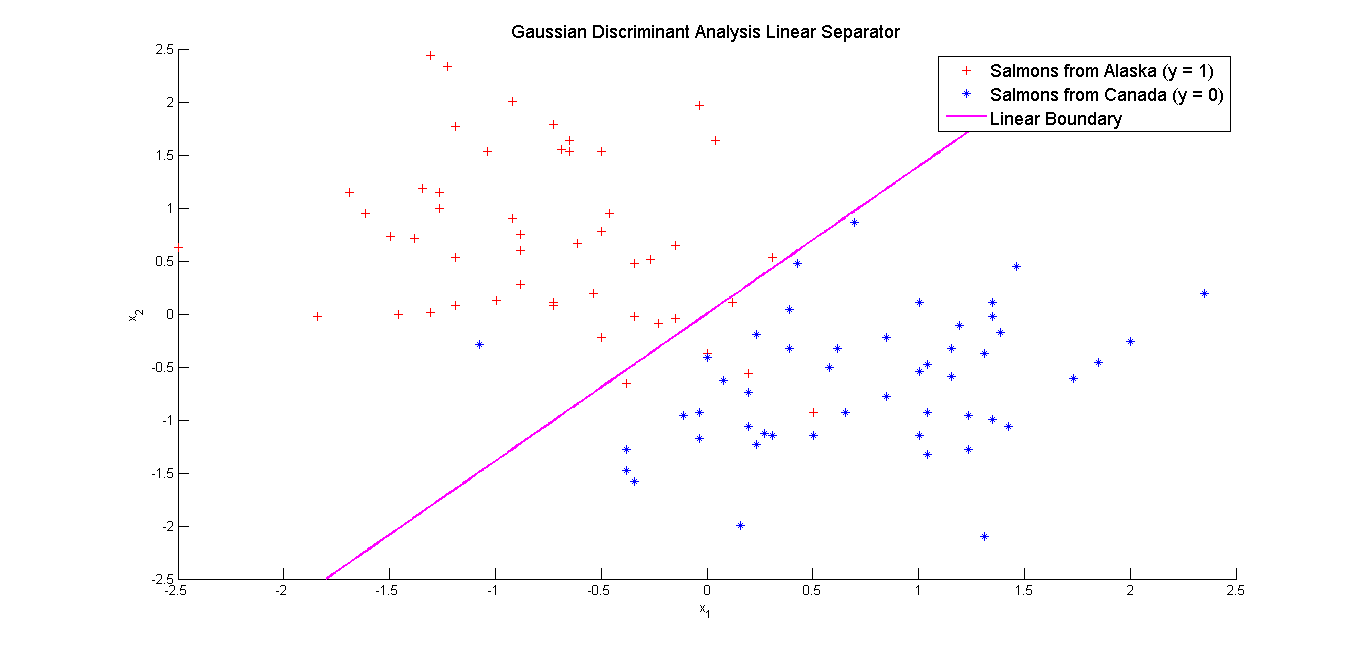 Gaussian Discriminant Analysis Linear Separator
Salmons from Alaska (y = 1)
Salmons from Canada (y = 0)
Linear Boundary
2.5
2
1.5
1
0.5
0
-0.5
-1
-1.5
-2
-2.5
x2
-2.5 -2 -1.5 -1 -0.5 0 0.5 1 1.5 2 2.5
x1